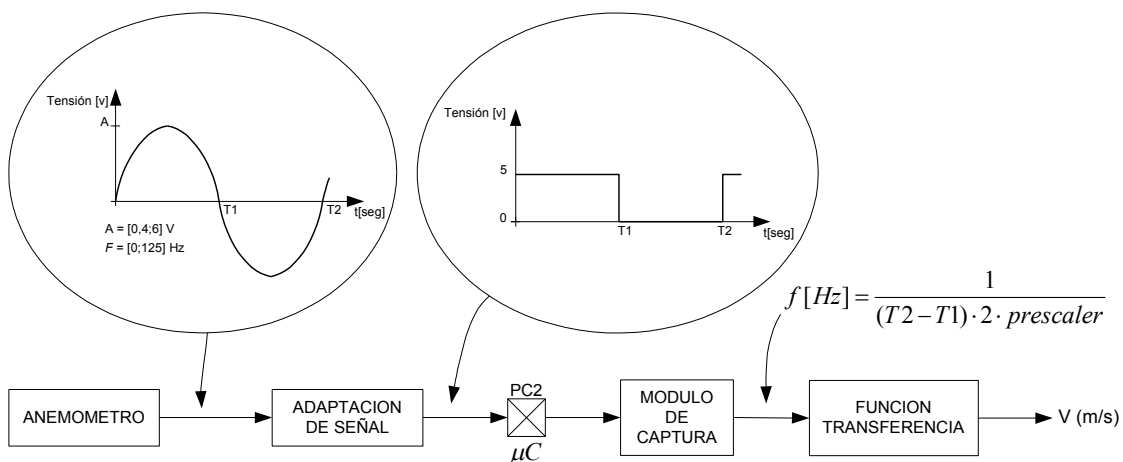 Tensión [v]
A
T1
T2
t[seg]
A = [0,4;6] V
F = [0;125] Hz
Tensión [v]
5
0
T1
T2
t[seg]
f [Hz] = 1 / ((T2 − T1) · 2 · prescaler)
ANEMOMETRO
ADAPTACION
DE SEÑAL
PC2
μC
MODULO
DE
CAPTURA
FUNCION
TRANSFERENCIA
V (m/s)